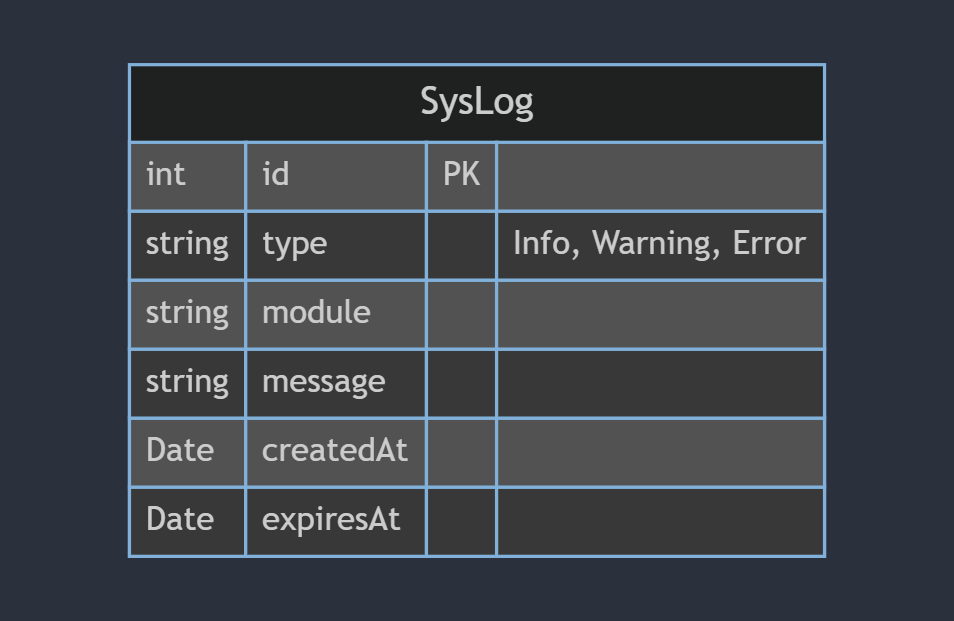 SysLog
int id PK
string type Info, Warning, Error
string module
string message
Date createdAt
Date expiresAt